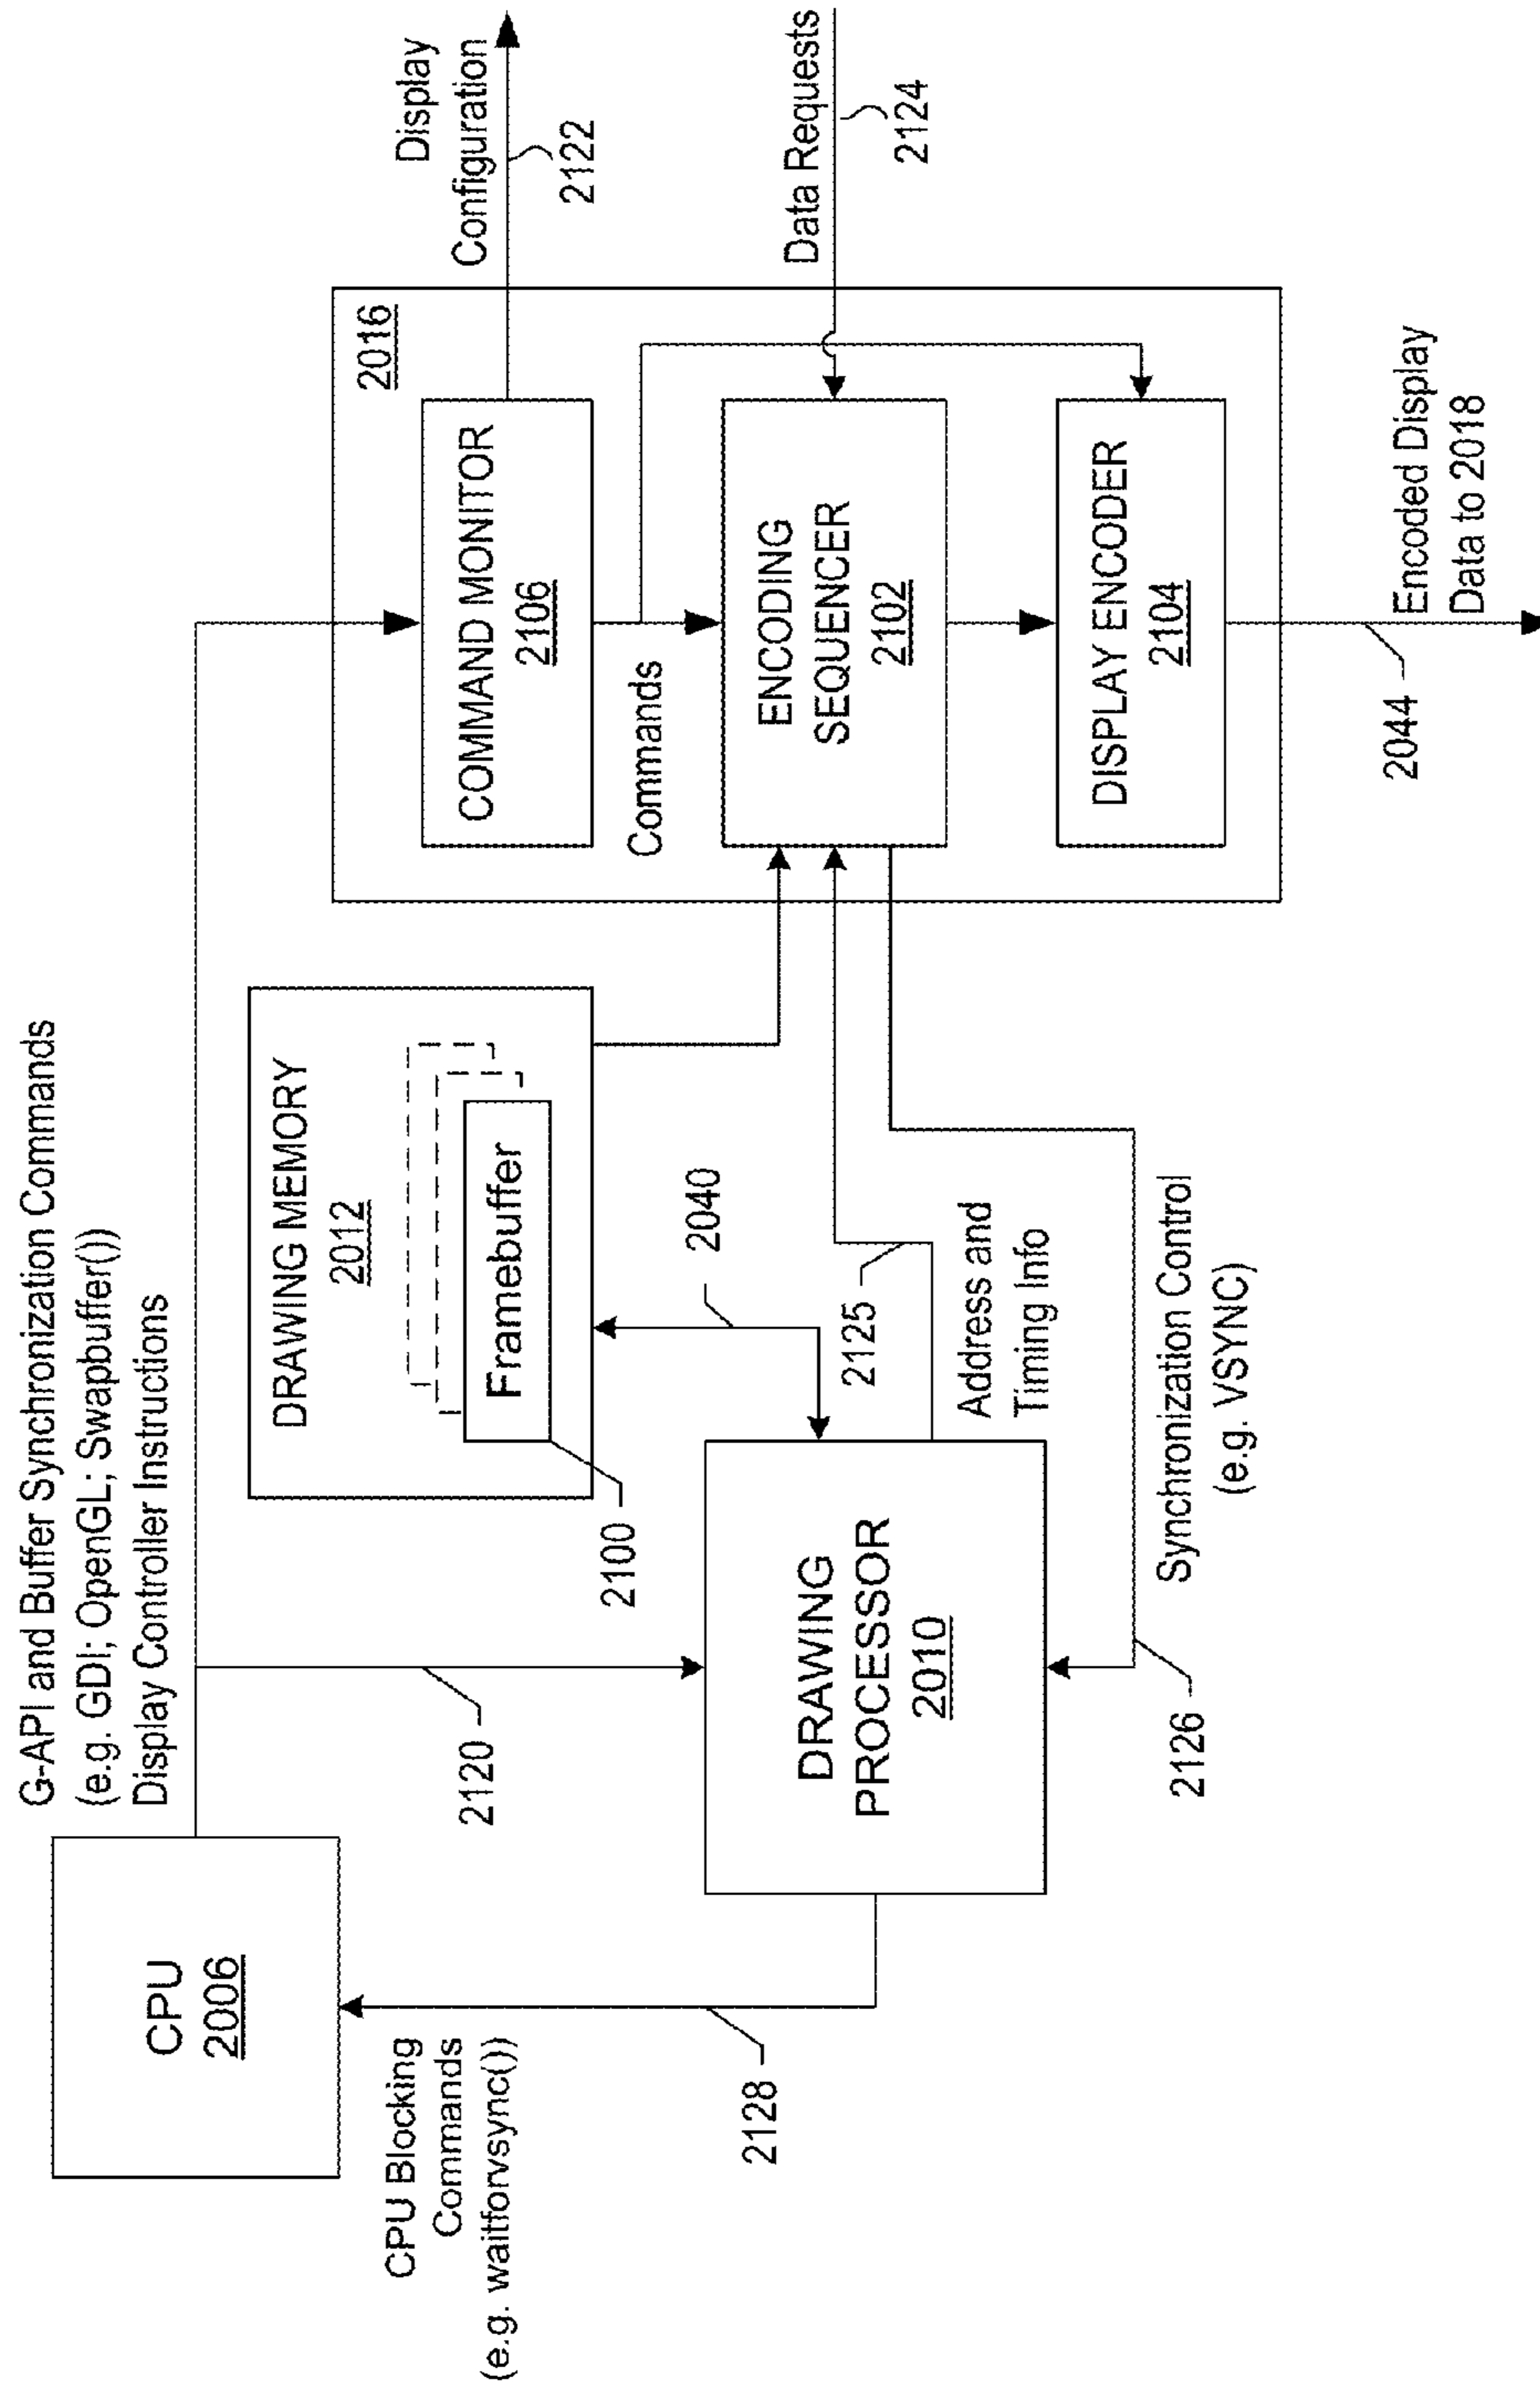 G-API and Buffer Synchronization Commands
(e.g. GDI; OpenGL; Swapbuffer())
Display Controller Instructions
CPU
2006
CPU Blocking
Commands
(e.g. waitforvsync())
2128
2120
DRAWING MEMORY
2012
Framebuffer
2100
2040
DRAWING
PROCESSOR
2010
2125
Address and
Timing Info
Synchronization Control
(e.g. VSYNC)
2126
2016
COMMAND MONITOR
2106
Commands
ENCODING
SEQUENCER
2102
DISPLAY ENCODER
2104
Display
Configuration
2122
Data Requests
2124
2044
Encoded Display
Data to 2018